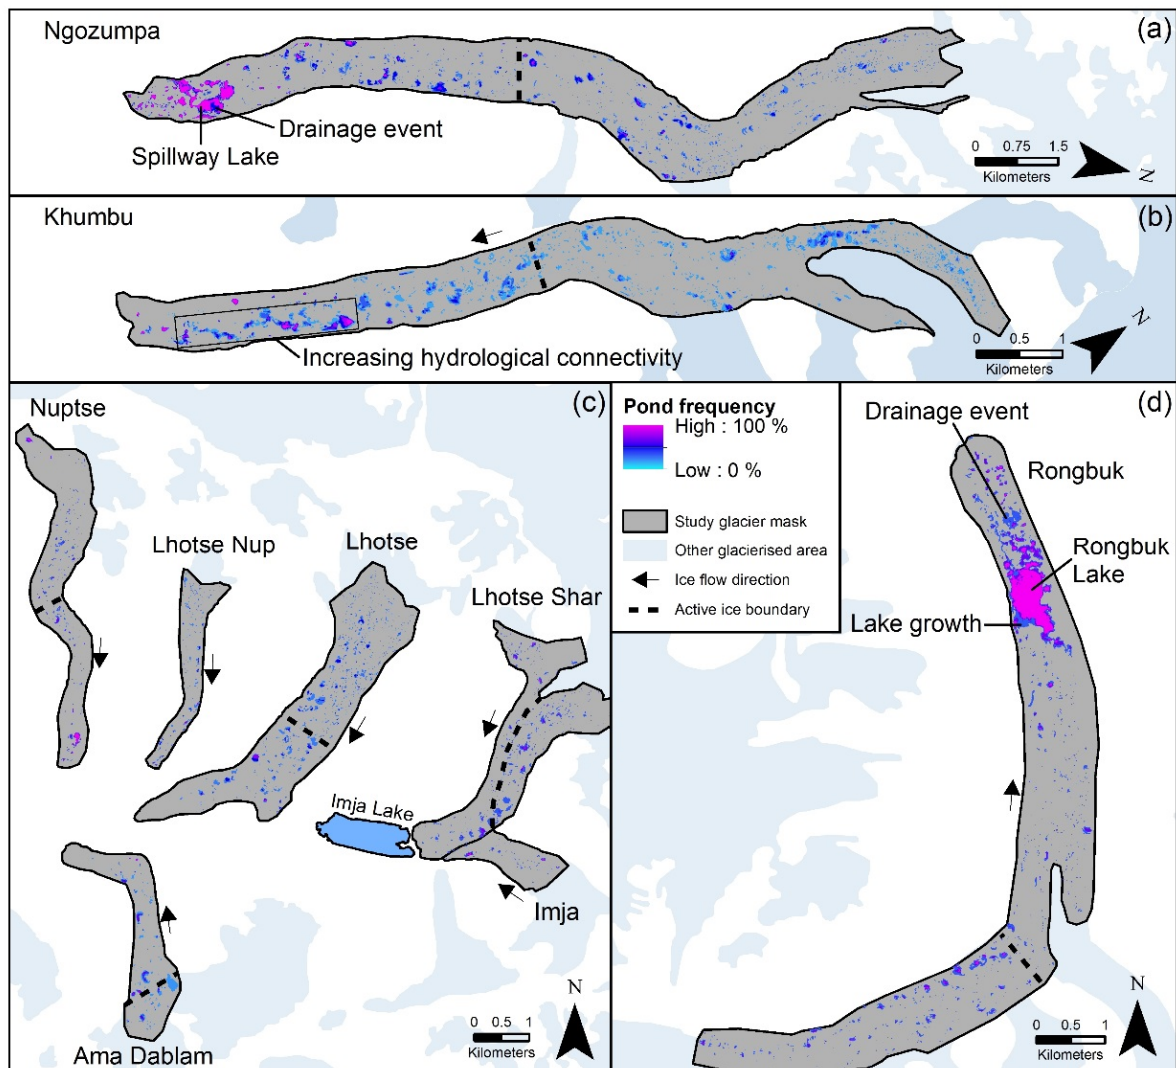 Ngozumpa
(a)
Drainage event
Spillway Lake
0 0.75 1.5
Kilometers
N
Khumbu
(b)
Increasing hydrological connectivity
0 0.5 1
Kilometers
N
Nuptse
(c)
Lhotse Nup
Lhotse
Lhotse Shar
Imja Lake
Imja
Ama Dablam
0 0.5 1
Kilometers
N
Pond frequency
High : 100 %
Low : 0 %
Study glacier mask
Other glacierised area
Ice flow direction
Active ice boundary
(d)
Drainage event
Rongbuk
Rongbuk
Lake
Lake growth
0 0.5 1
Kilometers
N